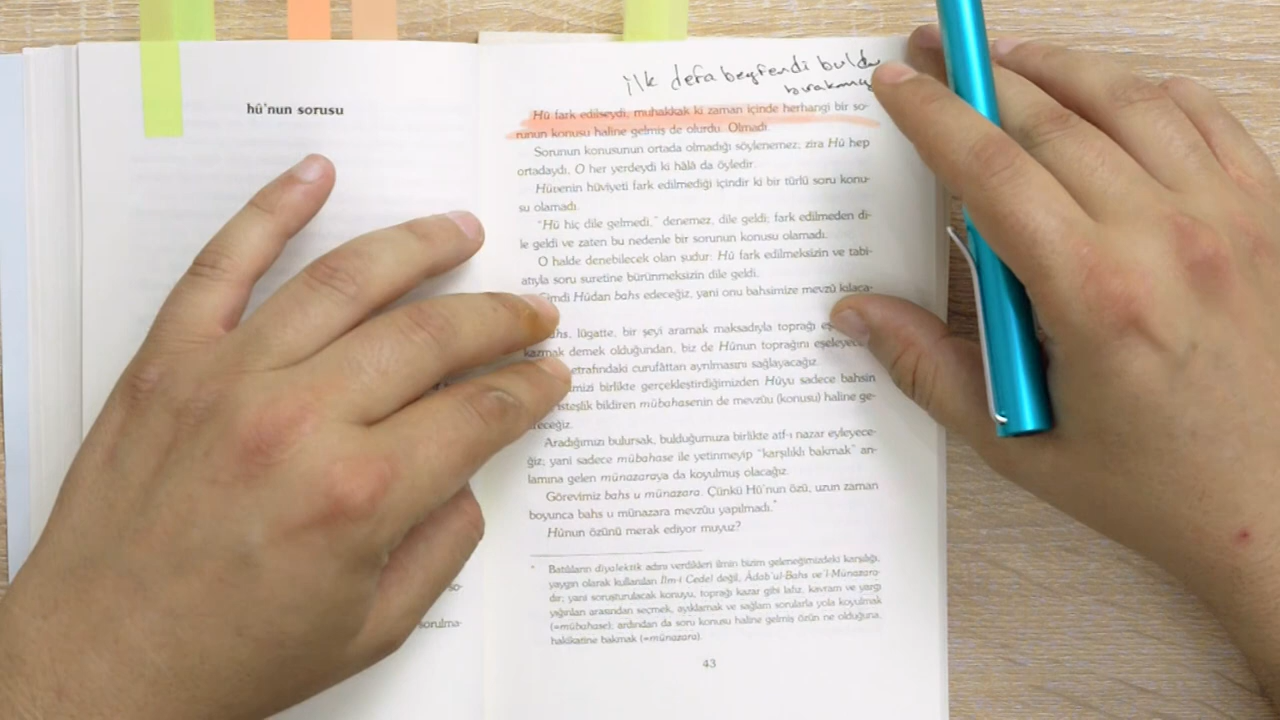 hû'nun sorusu
so-
sorulma-
ilk defa beyfendi buldu
bırakmış
Hû fark edilseydi, muhakkak ki zaman içinde herhangi bir so-
runun konusu haline gelmiş de olurdu. Olmadı.
Sorunun konusunun ortada olmadığı söylenemez, zira Hû hep
ortadaydı, O her yerdeydi ki hâlâ da öyledir.
Hüvenin hüviyeti fark edilmediği içindir ki bir türlü soru konu-
su olamadı.
"Hû hiç dile gelmedi," denemez, dile geldi; fark edilmeden di-
le geldi ve zaten bu nedenle bir sorunun konusu olamadı.
O halde denebilecek olan şudur: Hû fark edilmeksizin ve tabi-
atıyla soru suretine bürünmeksizin dile geldi.
Şimdi Hûdan bahs edeceğiz, yani onu bahsimize mevzû kılaca-
lügatte, bir şeyi aramak maksadıyla toprağı
kazmak demek olduğundan, biz de Hûnun toprağını
etrafındaki curufâttan ayrılmasını sağlayacağız.
birlikte gerçekleştirdiğimizden Hûyu sadece bahsin
isteşlik bildiren mübahasenin de mevzûu (konusu) haline ge-
Aradığımızı bulursak, bulduğumuza birlikte atf-ı nazar eyleyece-
ğiz; yani sadece mübahase ile yetinmeyip "karşılıklı bakmak" an-
lamına gelen münazaraya da koyulmuş olacağız.
Görevimiz bahs u münazara. Çünkü Hû'nun özü, uzun zaman
boyunca bahs u münazara mevzûu yapılmadı.*
Hûnun özünü merak ediyor muyuz?
* Batılıların diyalektik adını verdikleri ilmin bizim geleneğimizdeki karşılığı,
yaygın olarak kullanılan İlm-i Cedel değil, Âdab'ul-Bahs ve'l-Münazara-
dır; yani soruşturulacak konuyu, toprağı kazar gibi lafız, kavram ve yargı
yığınları arasından seçmek, ayıklamak ve sağlam sorularla yola koyulmak
(=mübahase); ardından da soru konusu haline gelmiş özün ne olduğuna,
hakikatine bakmak (=münazara).
43